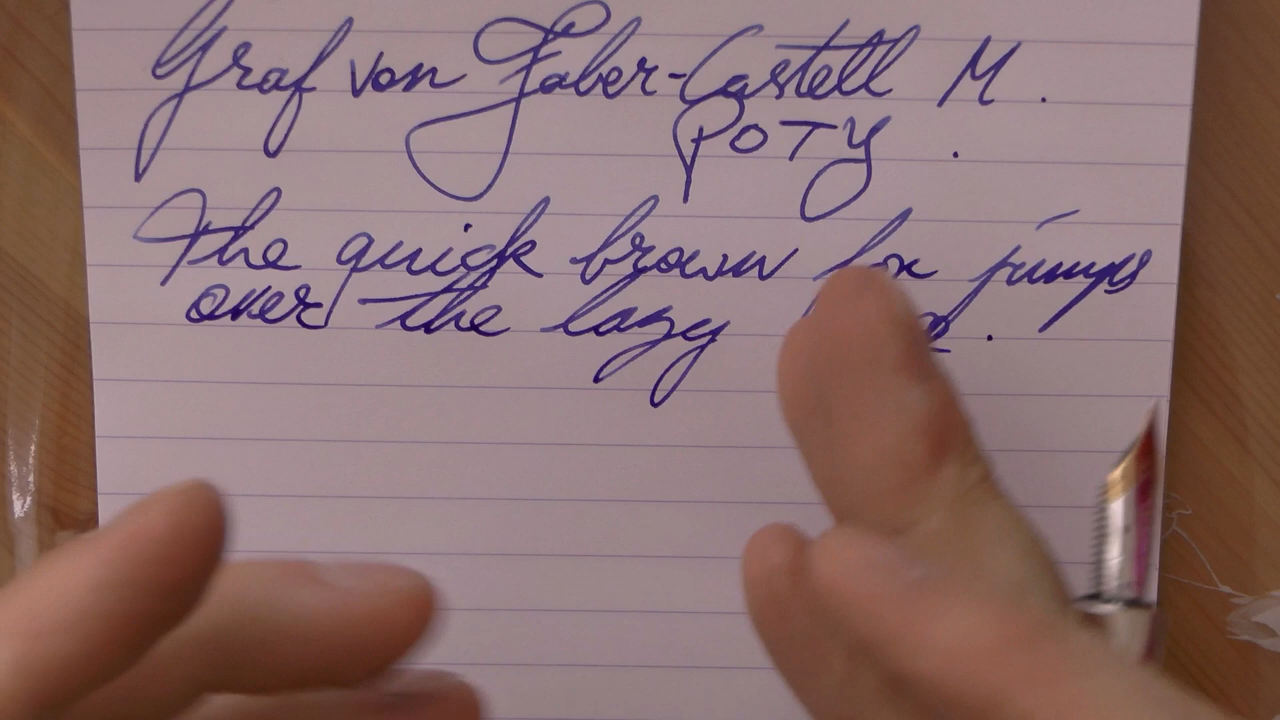 Graf von Faber-Castell M.
POTY.
The quick brown fox jumps
over the lazy